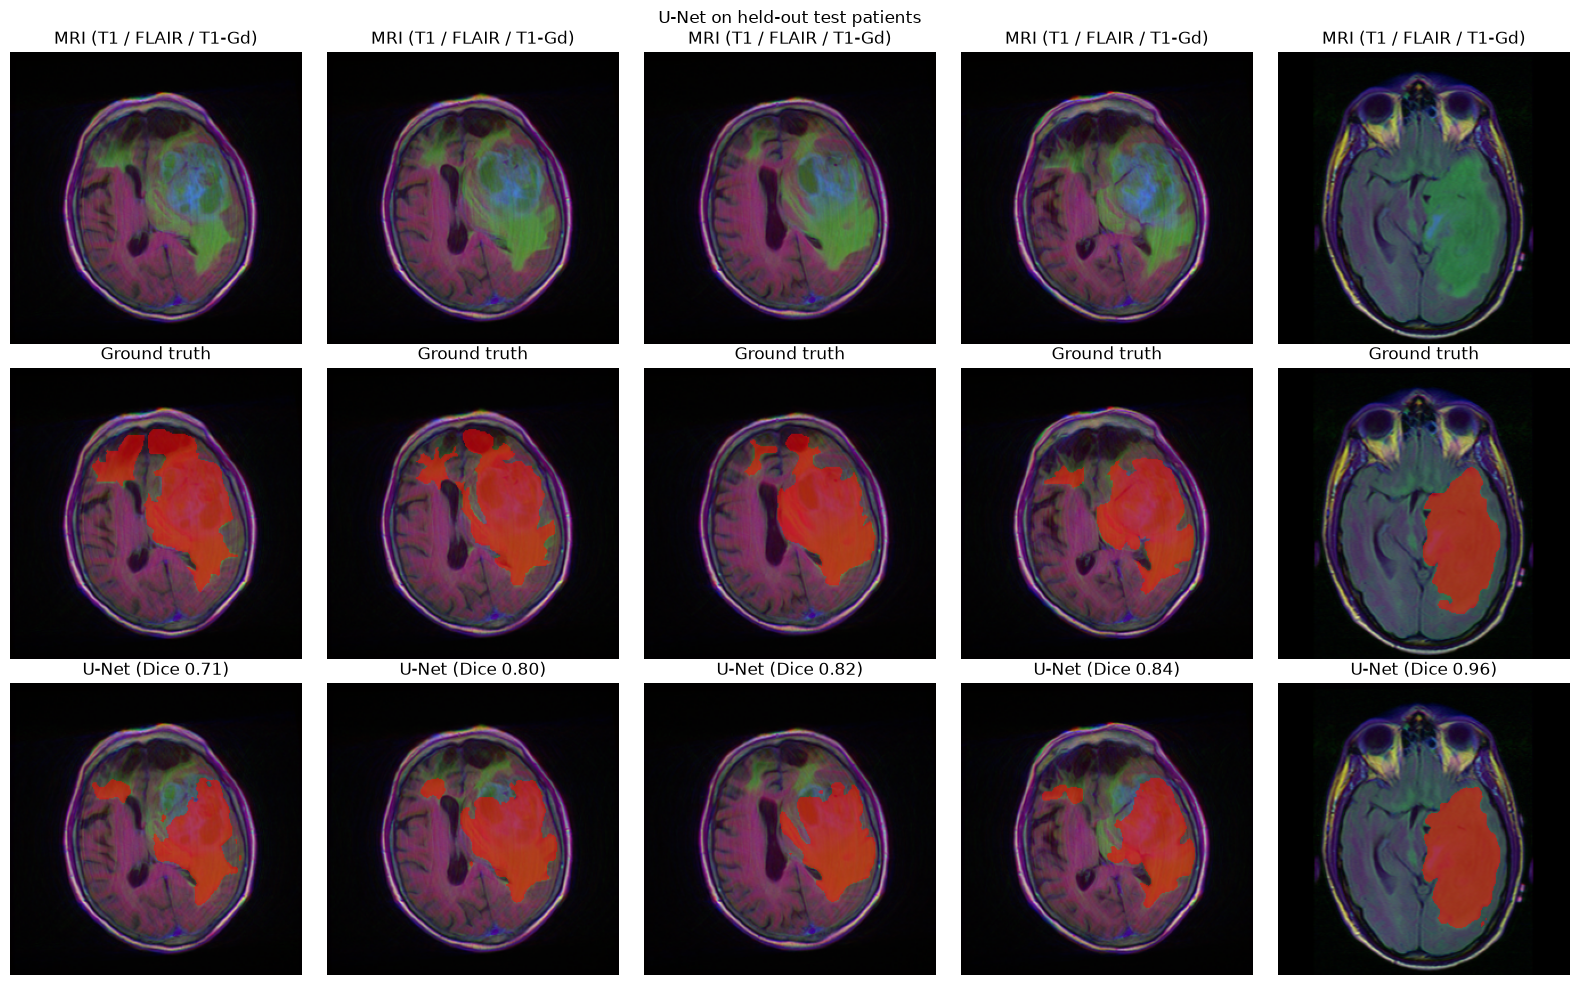 U-Net on held-out test patients
MRI (T1 / FLAIR / T1-Gd)
MRI (T1 / FLAIR / T1-Gd)
MRI (T1 / FLAIR / T1-Gd)
MRI (T1 / FLAIR / T1-Gd)
MRI (T1 / FLAIR / T1-Gd)
Ground truth
Ground truth
Ground truth
Ground truth
Ground truth
U-Net (Dice 0.71)
U-Net (Dice 0.80)
U-Net (Dice 0.82)
U-Net (Dice 0.84)
U-Net (Dice 0.96)